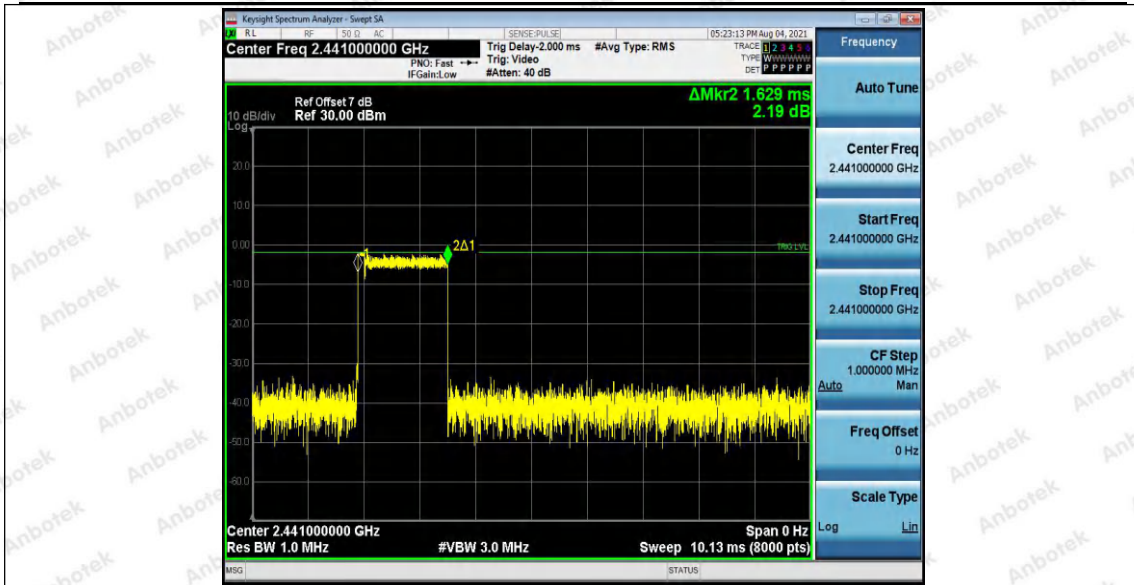 Keysight Spectrum Analyzer - Swept SA
RL RF 50 Ω AC SENSE:PULSE 05:23:13 PM Aug 04, 2021
Center Freq 2.441000000 GHz
PNO: Fast
IFGain:Low
Trig Delay-2.000 ms
Trig: Video
#Atten: 40 dB
#Avg Type: RMS
TRACE 1 2 3 4 5 6
TYPE WWWWWW
DET P P P P P P
ΔMkr2 1.629 ms
2.19 dB
Ref Offset 7 dB
10 dB/div Ref 30.00 dBm
Log
20.0
10.0
0.00
2Δ1
TRIG LVL
-10.0
-20.0
-30.0
-40.0
-50.0
-60.0
Center 2.441000000 GHz Span 0 Hz
Res BW 1.0 MHz #VBW 3.0 MHz Sweep 10.13 ms (8000 pts)
MSG STATUS
Frequency
Auto Tune
Center Freq
2.441000000 GHz
Start Freq
2.441000000 GHz
Stop Freq
2.441000000 GHz
CF Step
1.000000 MHz
Auto Man
Freq Offset
0 Hz
Scale Type
Log Lin
Anbotek